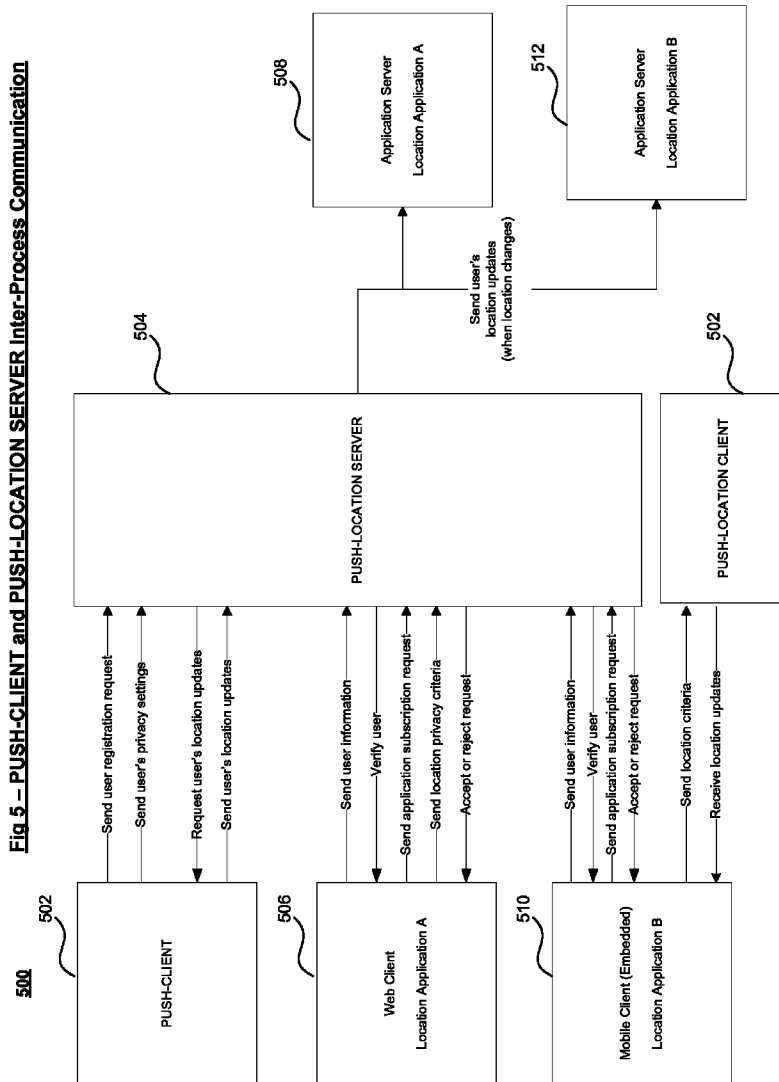 Fig 5 – PUSH-CLIENT and PUSH-LOCATION SERVER Inter-Process Communication
500
502
PUSH-CLIENT
Send user registration request
Send user's privacy settings
Request user's location updates
Send user's location updates
506
Web Client
Location Application A
Send user information
Verify user
Send application subscription request
Send location privacy criteria
Accept or reject request
510
Mobile Client (Embedded)
Location Application B
Send user information
Verify user
Send application subscription request
Accept or reject request
Send location criteria
Receive location updates
504
PUSH-LOCATION SERVER
502
PUSH-LOCATION CLIENT
Send user's
location updates
(when location changes)
508
Application Server
Location Application A
512
Application Server
Location Application B